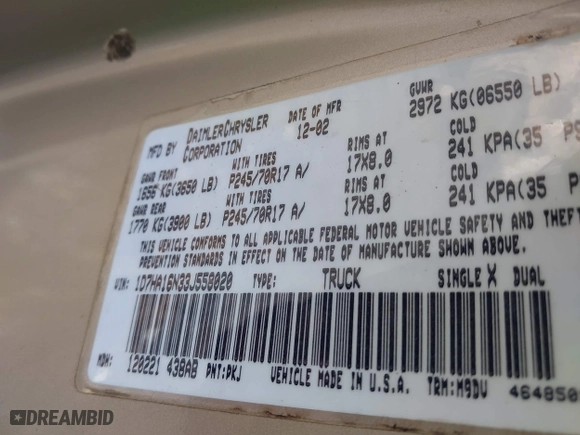 MFD BY DAIMLERCHRYSLER CORPORATION DATE OF MFR 12-02 GVWR 2972 KG(06550 LB)
GAWR FRONT WITH TIRES RIMS AT COLD
1656 KG(3650 LB) P245/70R17 A/ 17X8.0 241 KPA(35 PS
GAWR REAR WITH TIRES RIMS AT COLD
1770 KG(3900 LB) P245/70R17 A/ 17X8.0 241 KPA(35 P
THIS VEHICLE CONFORMS TO ALL APPLICABLE FEDERAL MOTOR VEHICLE SAFETY AND THEFT
PREVENTION STANDARDS IN EFFECT ON THE DATE OF MANUFACTURE SHOWN ABOVE.
VIN: 1D7HA16N33J558020 TYPE: TRUCK SINGLE X DUAL
MDH: 120221 438AB PNT: PKJ VEHICLE MADE IN U.S.A. TRM: M9DV 464850
DREAMBID